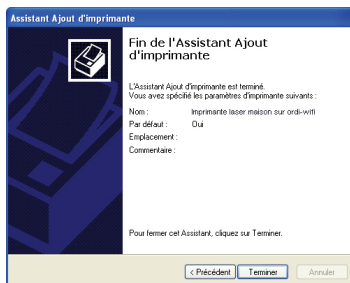 Assistant Ajout d'imprimante
Fin de l'Assistant Ajout
d'imprimante
L'Assistant Ajout d'imprimante est terminé.
Vous avez spécifié les paramètres d'imprimante suivants :
Nom : Imprimante laser maison sur ordi-wifi
Par défaut : Oui
Emplacement :
Commentaire :
Pour fermer cet Assistant, cliquez sur Terminer.
< Précédent Terminer Annuler